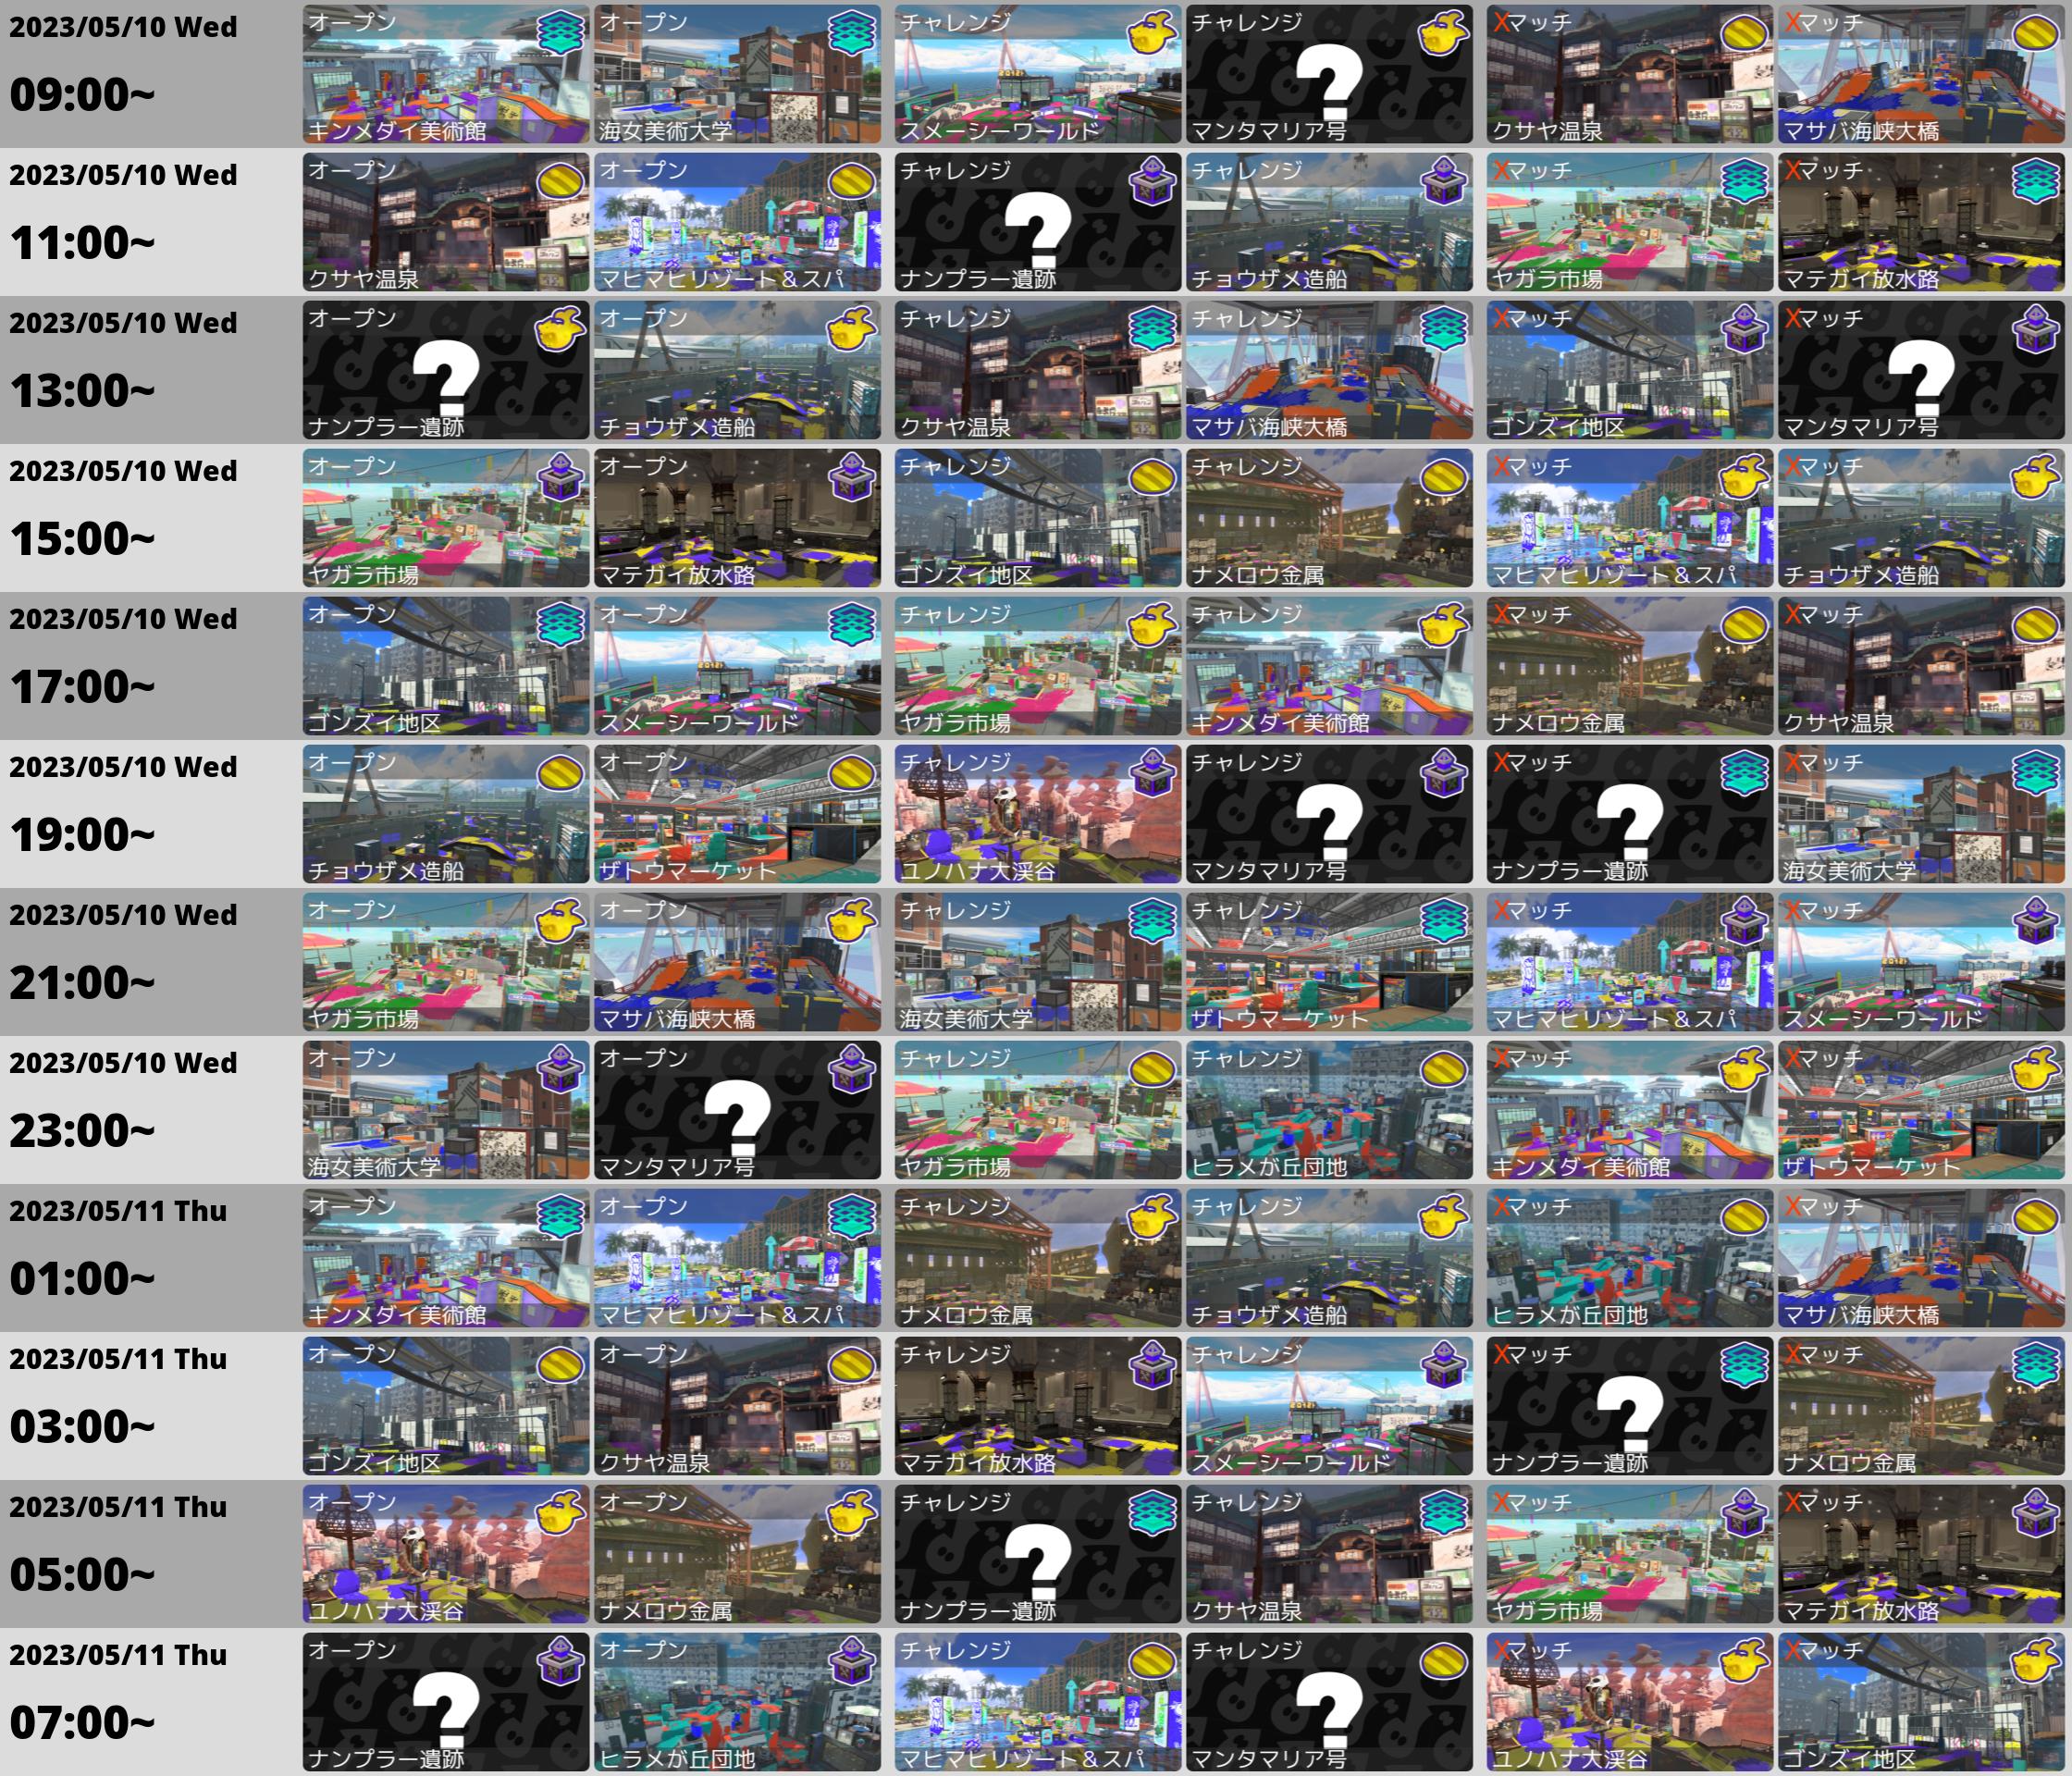 2023/05/10 Wed
09:00~
オープン
キンメダイ美術館
オープン
海女美術大学
チャレンジ
スメーシーワールド
チャレンジ
マンタマリア号
Xマッチ
クサヤ温泉
Xマッチ
マサバ海峡大橋
2023/05/10 Wed
11:00~
オープン
クサヤ温泉
オープン
マヒマヒリゾート＆スパ
チャレンジ
ナンプラー遺跡
チャレンジ
チョウザメ造船
Xマッチ
ヤガラ市場
Xマッチ
マテガイ放水路
2023/05/10 Wed
13:00~
オープン
ナンプラー遺跡
オープン
チョウザメ造船
チャレンジ
クサヤ温泉
チャレンジ
マサバ海峡大橋
Xマッチ
ゴンズイ地区
Xマッチ
マンタマリア号
2023/05/10 Wed
15:00~
オープン
ヤガラ市場
オープン
マテガイ放水路
チャレンジ
ゴンズイ地区
チャレンジ
ナメロウ金属
Xマッチ
マヒマヒリゾート＆スパ
Xマッチ
チョウザメ造船
2023/05/10 Wed
17:00~
オープン
ゴンズイ地区
オープン
スメーシーワールド
チャレンジ
ヤガラ市場
チャレンジ
キンメダイ美術館
Xマッチ
ナメロウ金属
Xマッチ
クサヤ温泉
2023/05/10 Wed
19:00~
オープン
チョウザメ造船
オープン
ザトウマーケット
チャレンジ
ユノハナ大渓谷
チャレンジ
マンタマリア号
Xマッチ
ナンプラー遺跡
Xマッチ
海女美術大学
2023/05/10 Wed
21:00~
オープン
ヤガラ市場
オープン
マサバ海峡大橋
チャレンジ
海女美術大学
チャレンジ
ザトウマーケット
Xマッチ
マヒマヒリゾート＆スパ
Xマッチ
スメーシーワールド
2023/05/10 Wed
23:00~
オープン
海女美術大学
オープン
マンタマリア号
チャレンジ
ヤガラ市場
チャレンジ
ヒラメが丘団地
Xマッチ
キンメダイ美術館
Xマッチ
ザトウマーケット
2023/05/11 Thu
01:00~
オープン
キンメダイ美術館
オープン
マヒマヒリゾート＆スパ
チャレンジ
ナメロウ金属
チャレンジ
チョウザメ造船
Xマッチ
ヒラメが丘団地
Xマッチ
マサバ海峡大橋
2023/05/11 Thu
03:00~
オープン
ゴンズイ地区
オープン
クサヤ温泉
チャレンジ
マテガイ放水路
チャレンジ
スメーシーワールド
Xマッチ
ナンプラー遺跡
Xマッチ
ナメロウ金属
2023/05/11 Thu
05:00~
オープン
ユノハナ大渓谷
オープン
ナメロウ金属
チャレンジ
ナンプラー遺跡
チャレンジ
クサヤ温泉
Xマッチ
ヤガラ市場
Xマッチ
マテガイ放水路
2023/05/11 Thu
07:00~
オープン
ナンプラー遺跡
オープン
ヒラメが丘団地
チャレンジ
マヒマヒリゾート＆スパ
チャレンジ
マンタマリア号
Xマッチ
ユノハナ大渓谷
Xマッチ
ゴンズイ地区